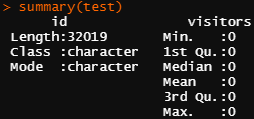 > summary(test)
id visitors
Length:32019 Min. :0
Class :character 1st Qu.:0
Mode :character Median :0
Mean :0
3rd Qu.:0
Max. :0